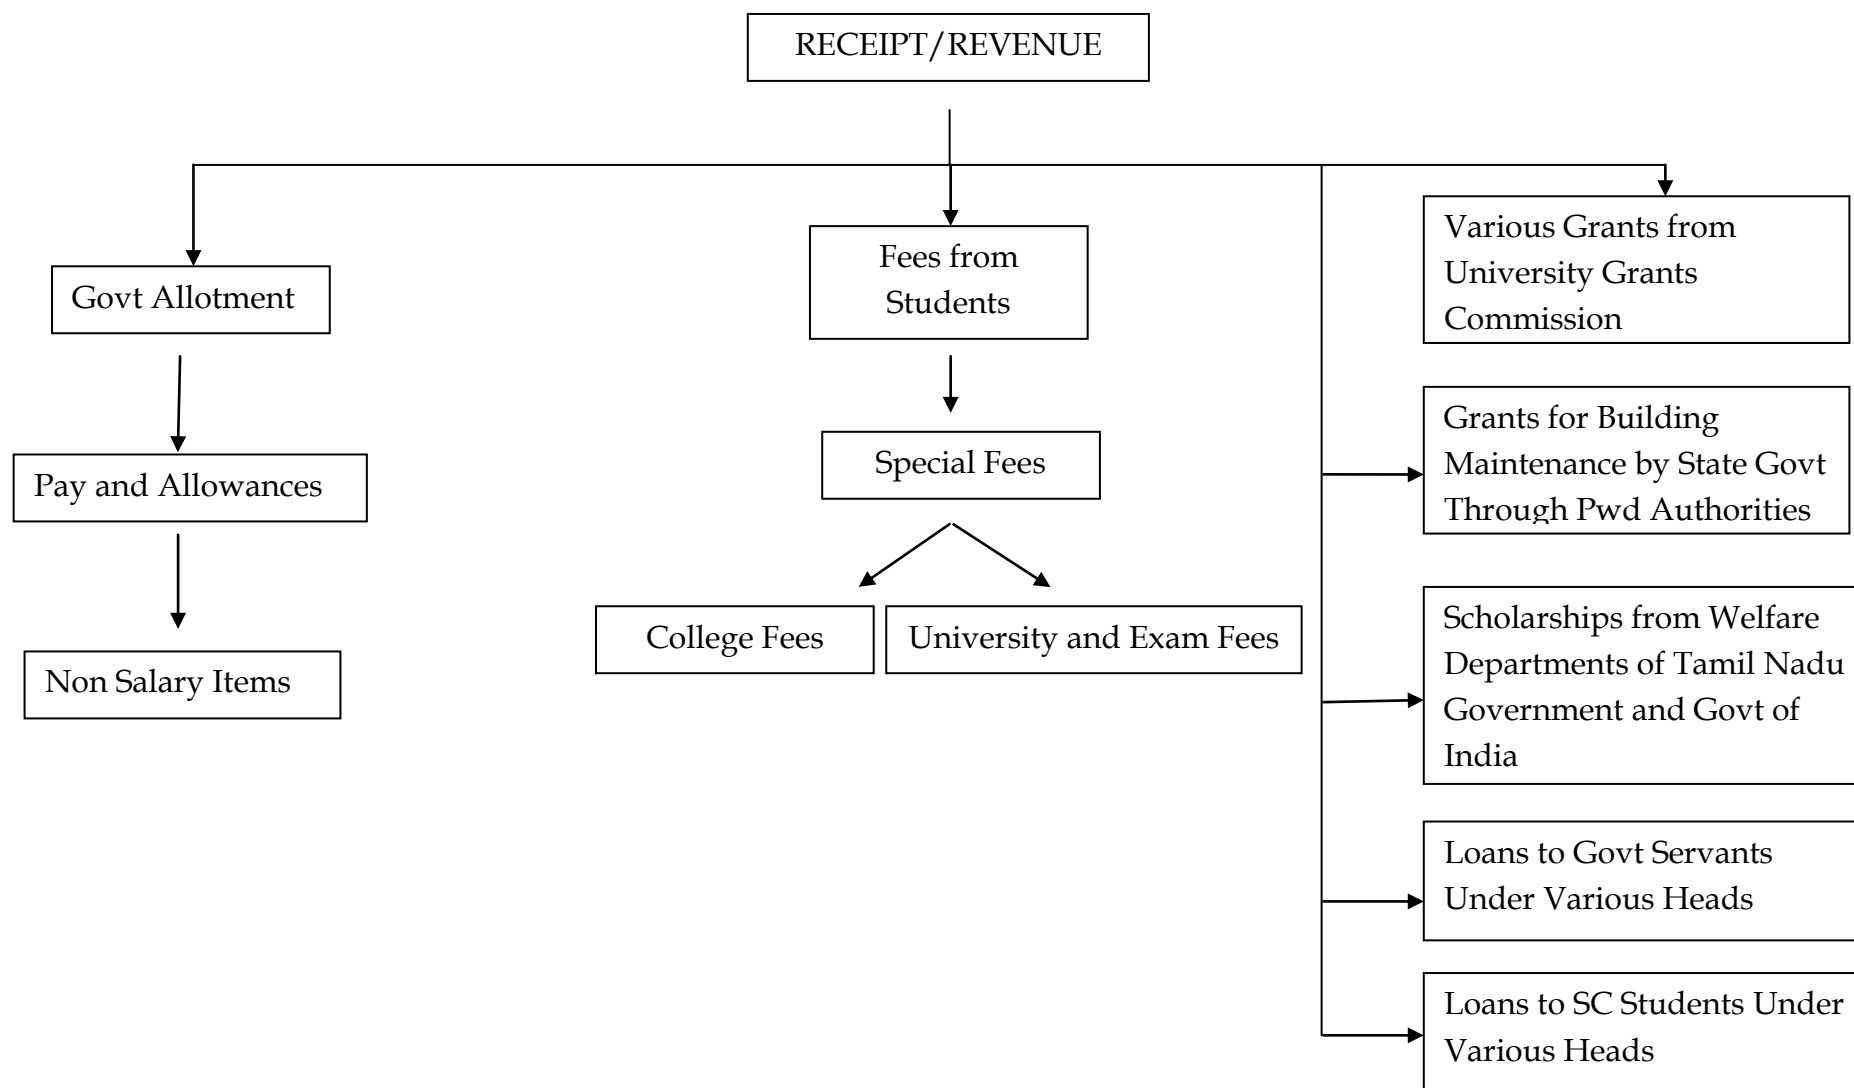 RECEIPT/REVENUE
Govt Allotment
Pay and Allowances
Non Salary Items
Fees from
Students
Special Fees
College Fees
University and Exam Fees
Various Grants from
University Grants
Commission
Grants for Building
Maintenance by State Govt
Through Pwd Authorities
Scholarships from Welfare
Departments of Tamil Nadu
Government and Govt of
India
Loans to Govt Servants
Under Various Heads
Loans to SC Students Under
Various Heads